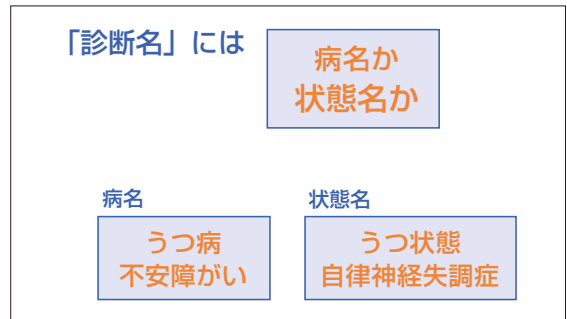 「診断名」には
病名か
状態名か
病名
うつ病
不安障がい
状態名
うつ状態
自律神経失調症